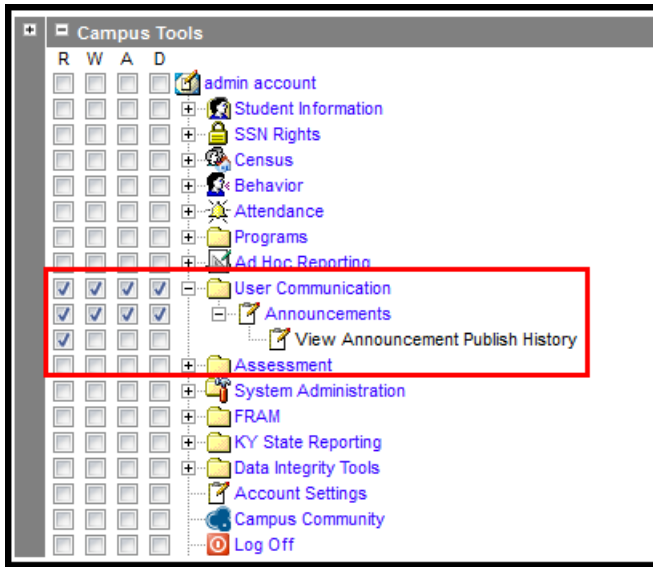 Campus Tools
R W A D
admin account
Student Information
SSN Rights
Census
Behavior
Attendance
Programs
Ad Hoc Reporting
User Communication
Announcements
View Announcement Publish History
Assessment
System Administration
FRAM
KY State Reporting
Data Integrity Tools
Account Settings
Campus Community
Log Off